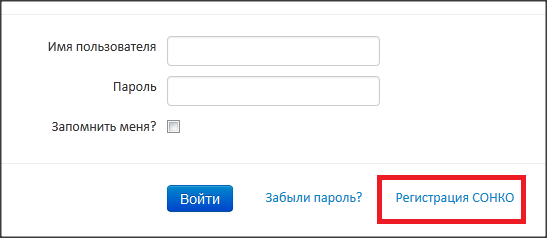 Имя пользователя
Пароль
Запомнить меня?
Войти Забыли пароль? Регистрация СОНКО